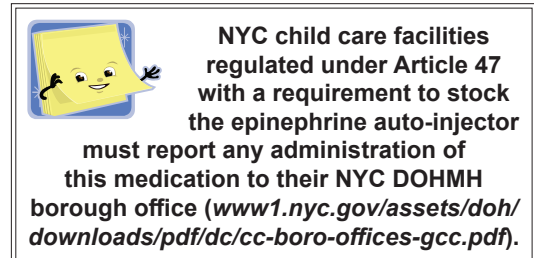 NYC child care facilities
regulated under Article 47
with a requirement to stock
the epinephrine auto-injector
must report any administration of
this medication to their NYC DOHMH
borough office (www1.nyc.gov/assets/doh/
downloads/pdf/dc/cc-boro-offices-gcc.pdf).